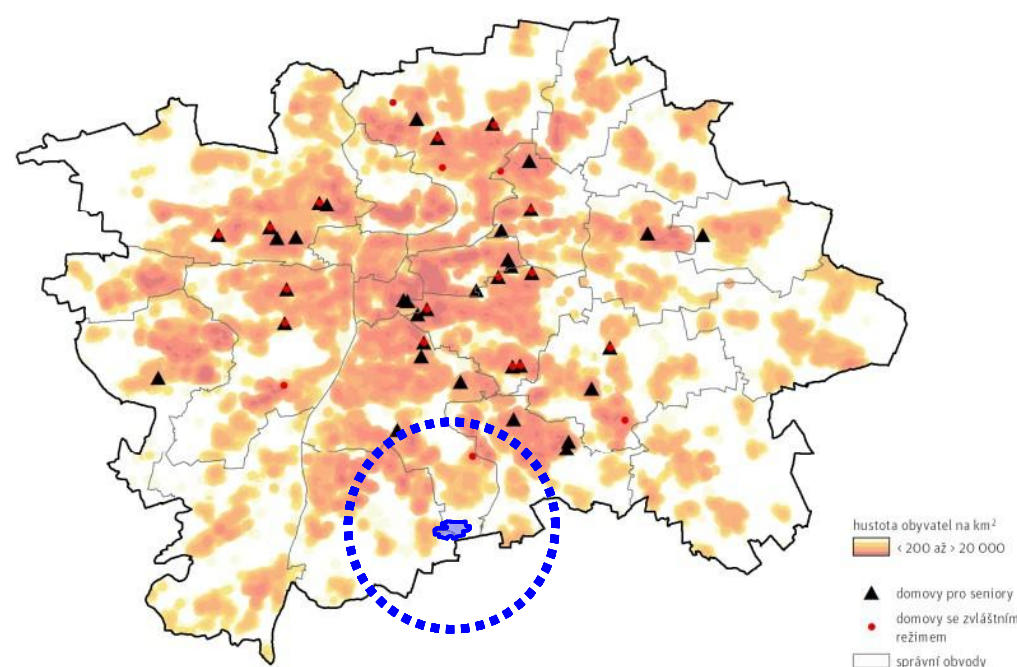 hustota obyvatel na km²
< 200 až > 20 000
domovy pro seniory
domovy se zvláštním
režimem
správní obvody